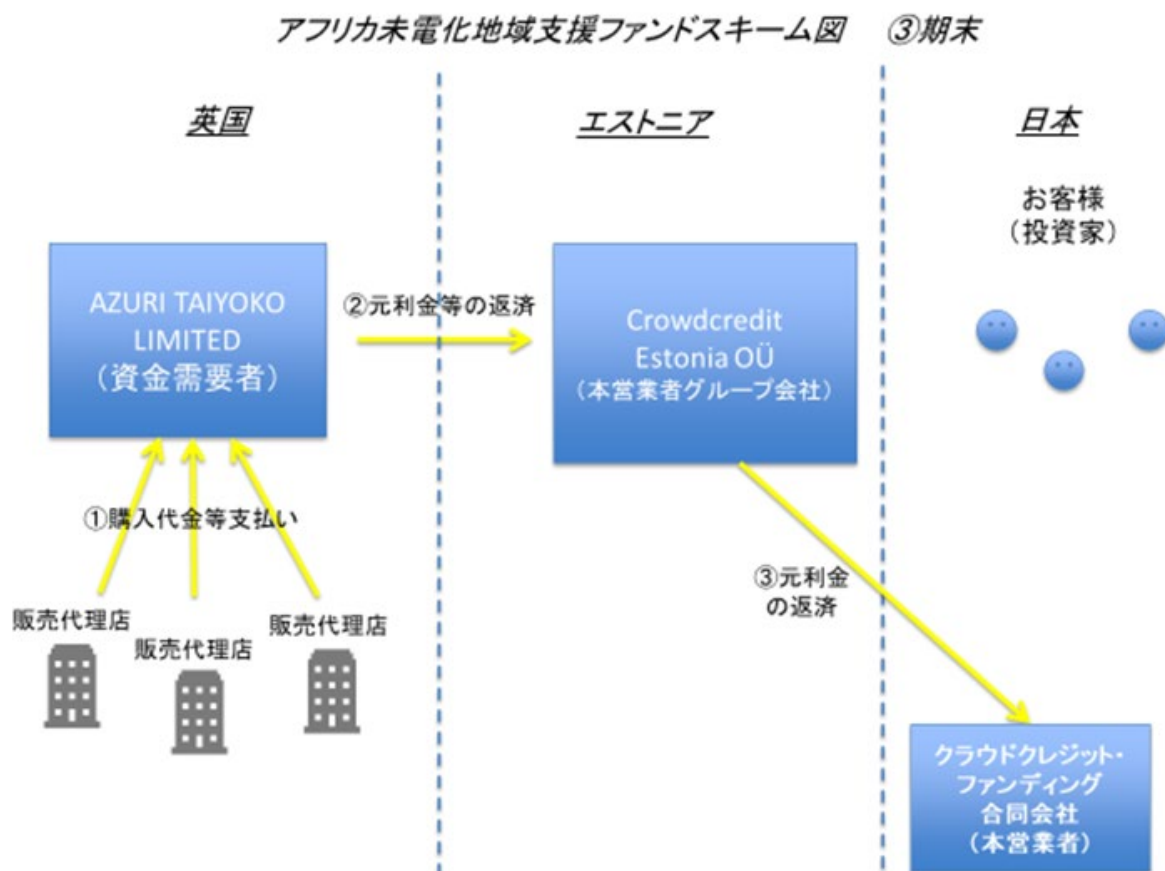 アフリカ未電化地域支援ファンドスキーム図 ③期末
英国
エストニア
日本
お客様
（投資家）
AZURI TAIYOKO
LIMITED
（資金需要者）
②元利金等の返済
Crowdcredit
Estonia OÜ
（本営業者グループ会社）
①購入代金等支払い
販売代理店
販売代理店
販売代理店
③元利金
の返済
クラウドクレジット・
ファンディング
合同会社
（本営業者）